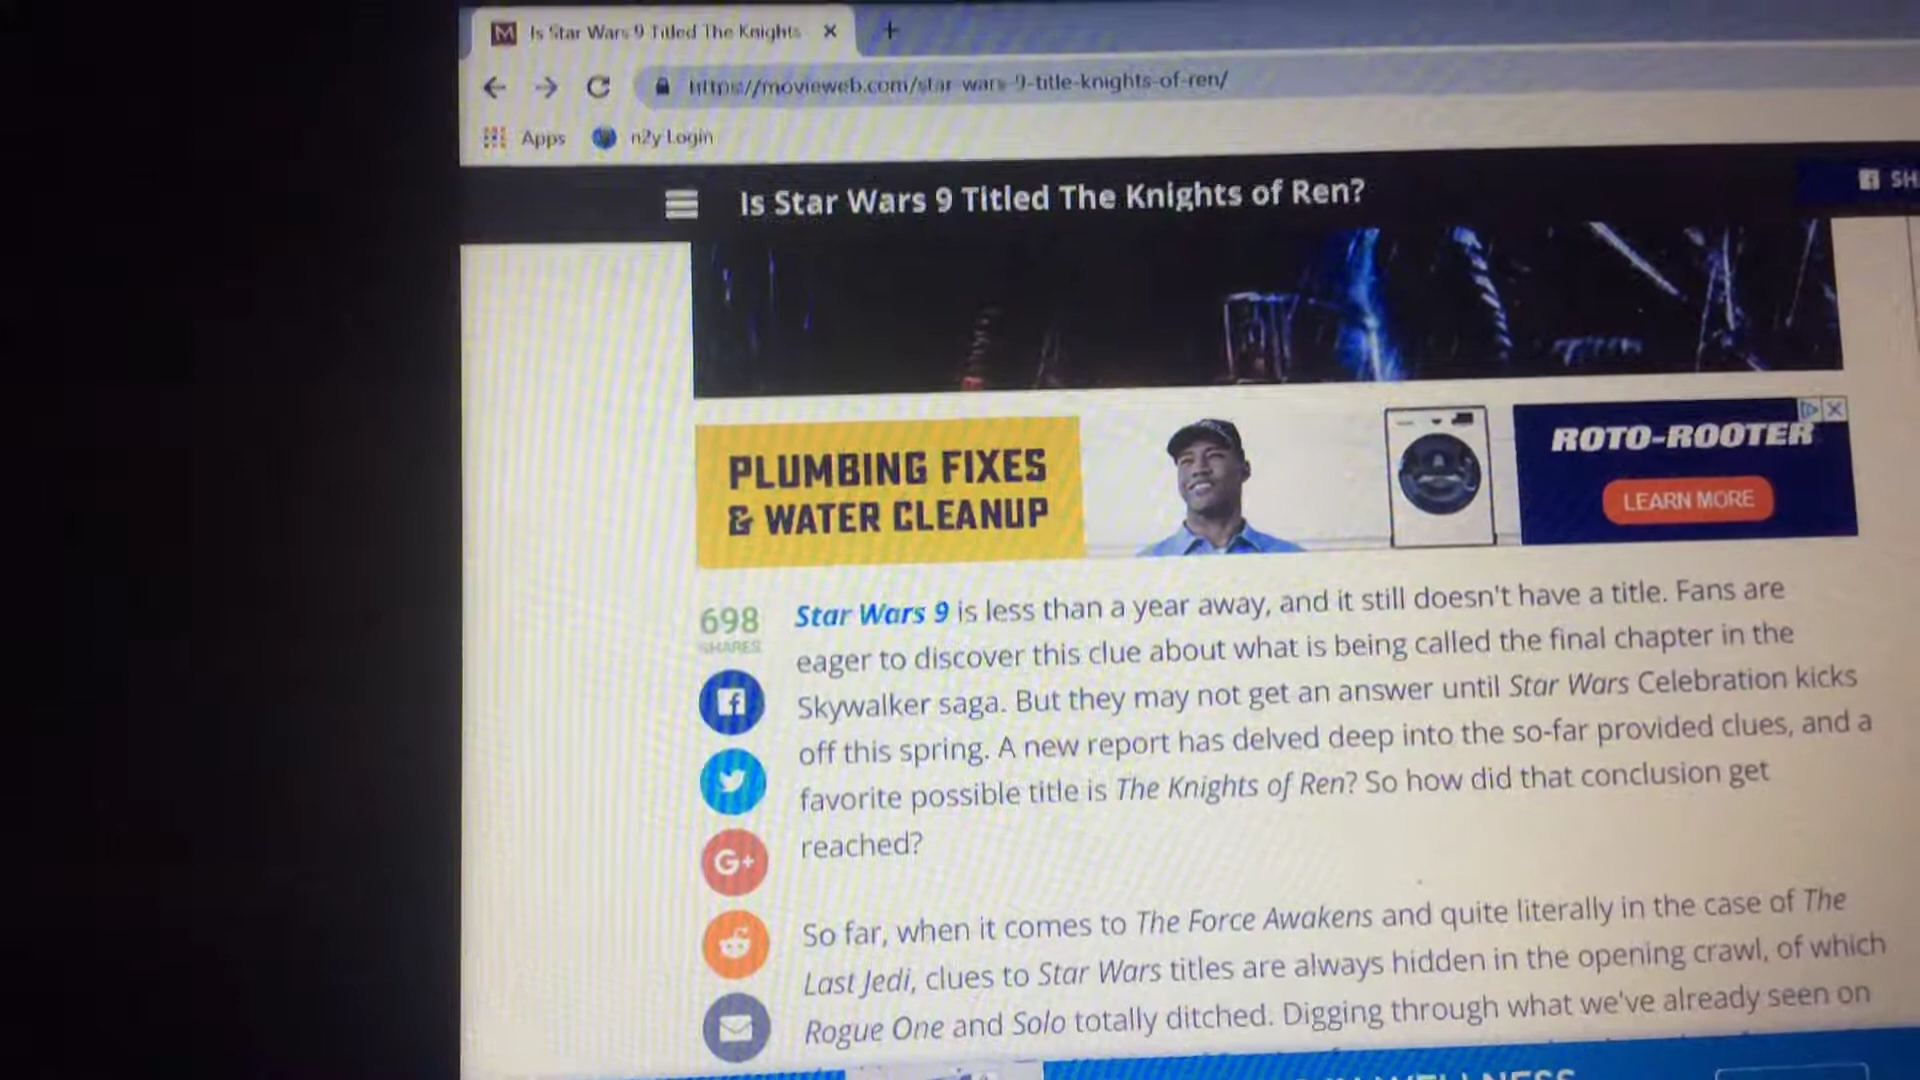 Is Star Wars 9 Titled The Knights
https://movieweb.com/star-wars-9-title-knights-of-ren/
Apps
n2y Login
Is Star Wars 9 Titled The Knights of Ren?
SH
PLUMBING FIXES
& WATER CLEANUP
ROTO-ROOTER
LEARN MORE
698
SHARES
Star Wars 9 is less than a year away, and it still doesn't have a title. Fans are
eager to discover this clue about what is being called the final chapter in the
Skywalker saga. But they may not get an answer until Star Wars Celebration kicks
off this spring. A new report has delved deep into the so-far provided clues, and a
favorite possible title is The Knights of Ren? So how did that conclusion get
reached?
So far, when it comes to The Force Awakens and quite literally in the case of The
Last Jedi, clues to Star Wars titles are always hidden in the opening crawl, of which
Rogue One and Solo totally ditched. Digging through what we've already seen on
G+